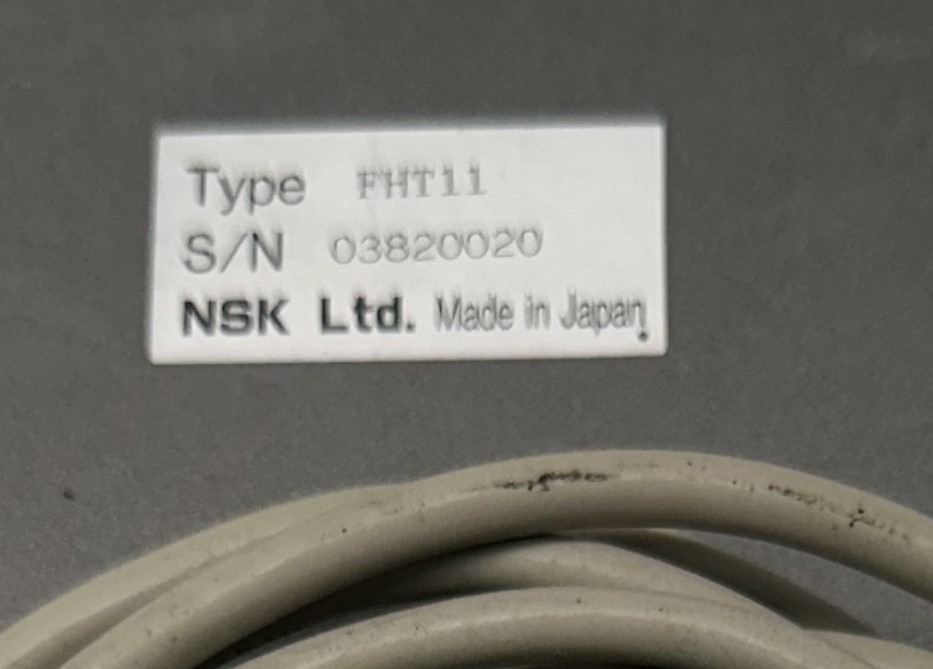 Type FHT11
S/N 03820020
NSK Ltd. Made in Japan